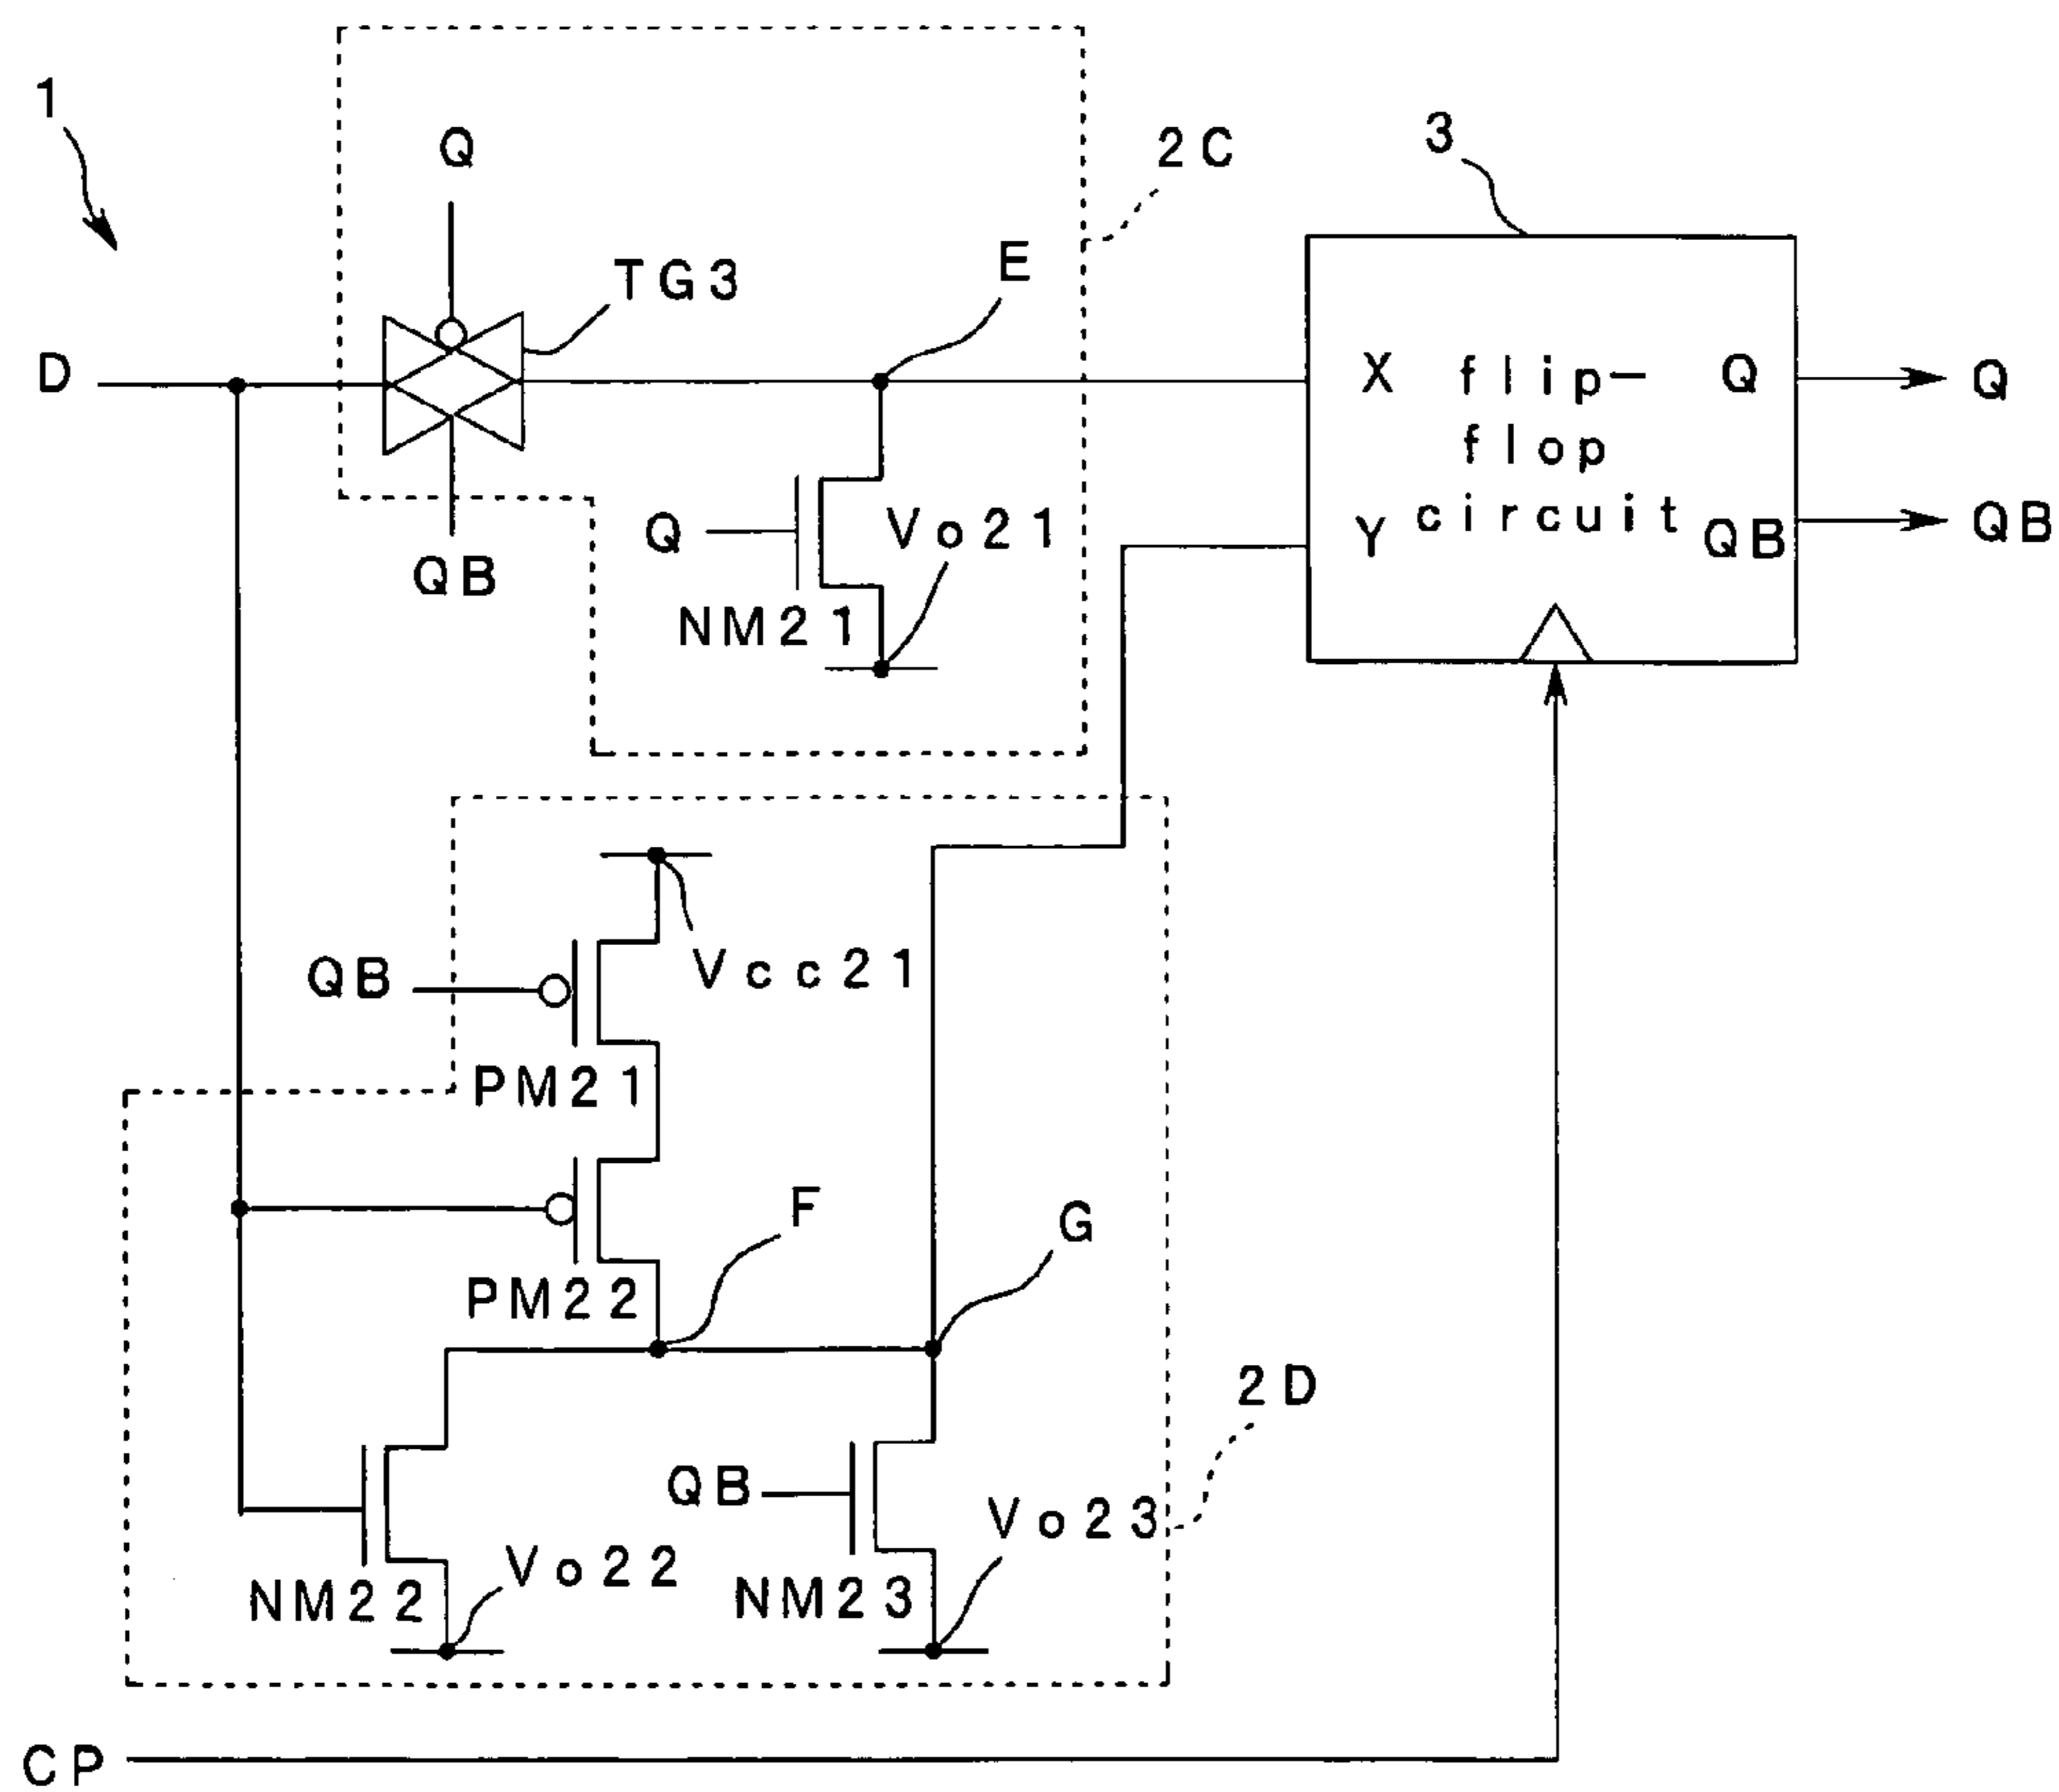 1
Q
2C
3
TG3
E
D
X flip- Q
flop
Y circuit QB
Q
QB
Q
Vo21
QB
NM21
Vcc21
QB
PM21
F
G
PM22
2D
QB
Vo23
Vo22
NM22
NM23
CP